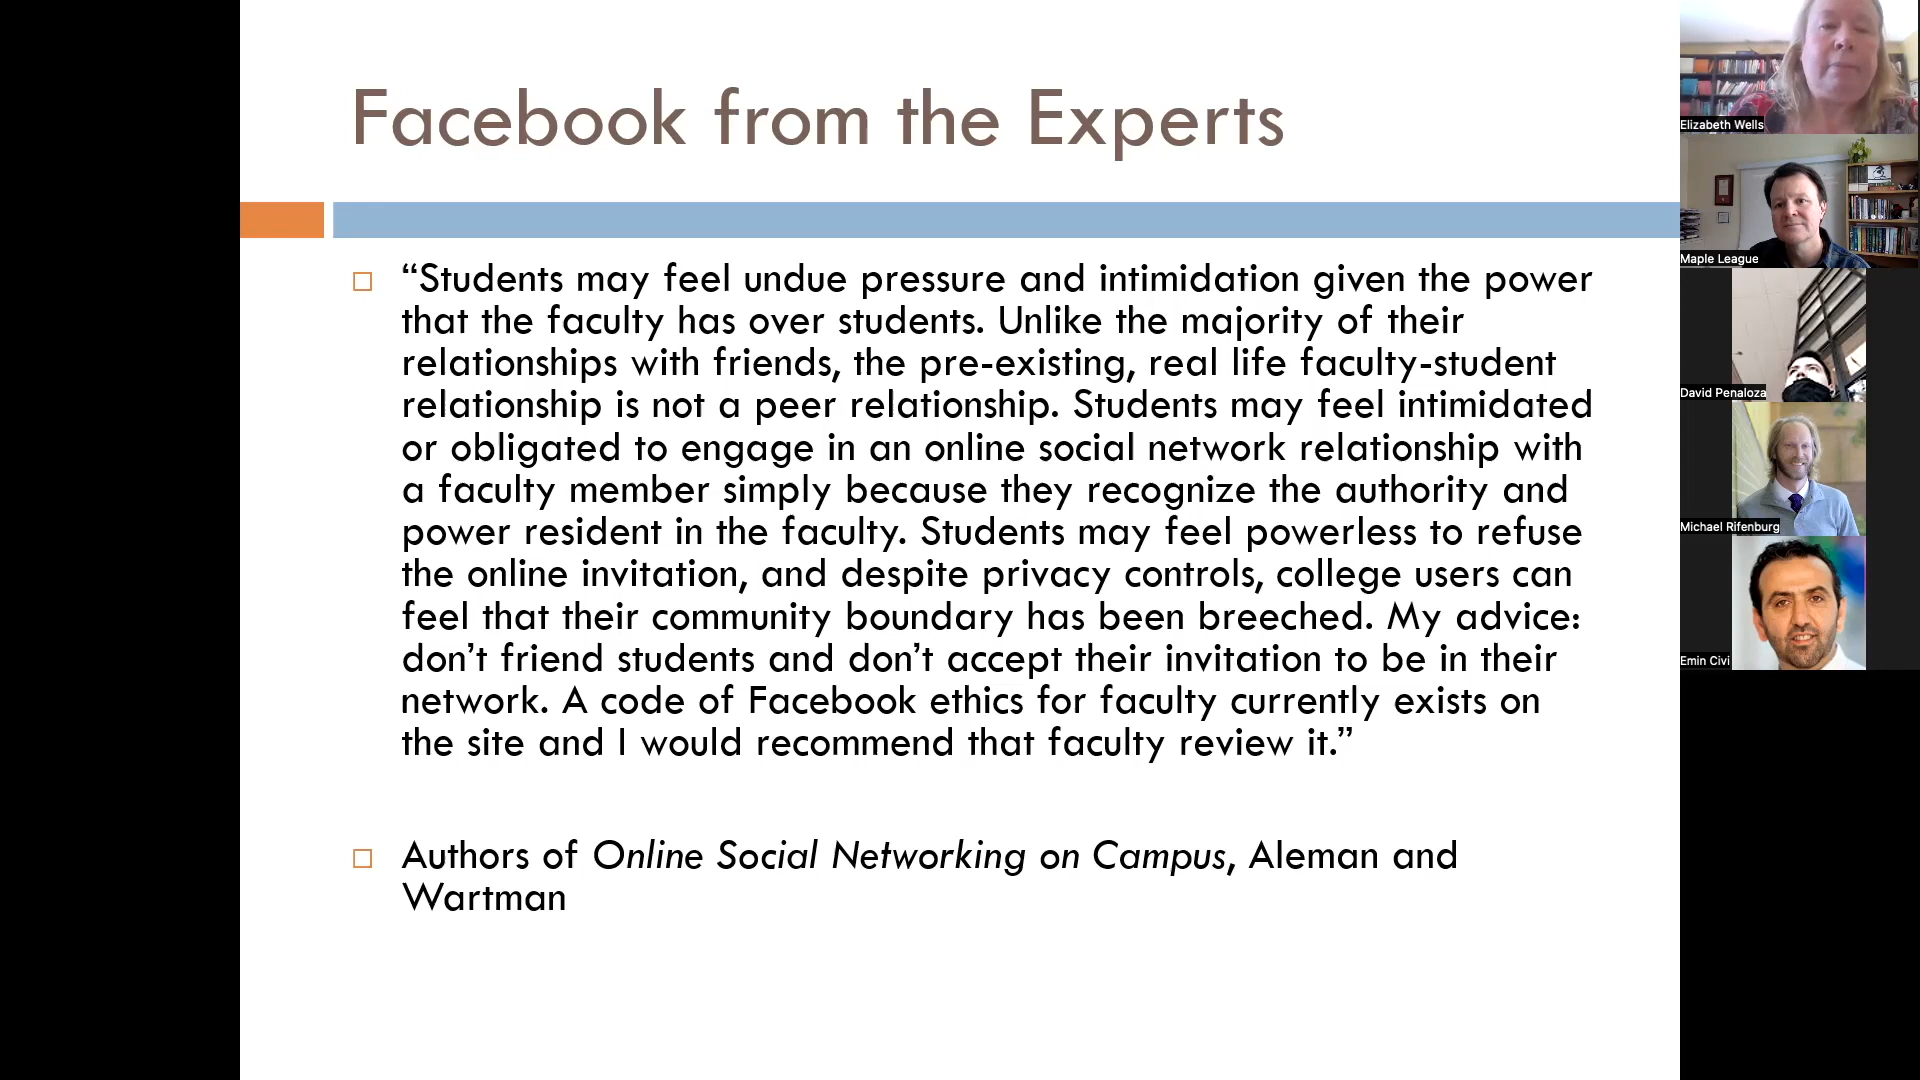 Facebook from the Experts
“Students may feel undue pressure and intimidation given the power
that the faculty has over students. Unlike the majority of their
relationships with friends, the pre-existing, real life faculty-student
relationship is not a peer relationship. Students may feel intimidated
or obligated to engage in an online social network relationship with
a faculty member simply because they recognize the authority and
power resident in the faculty. Students may feel powerless to refuse
the online invitation, and despite privacy controls, college users can
feel that their community boundary has been breeched. My advice:
don’t friend students and don’t accept their invitation to be in their
network. A code of Facebook ethics for faculty currently exists on
the site and I would recommend that faculty review it.”
Authors of Online Social Networking on Campus, Aleman and
Wartman
Elizabeth Wells
Maple League
David Penaloza
Michael Rifenburg
Emin Civi